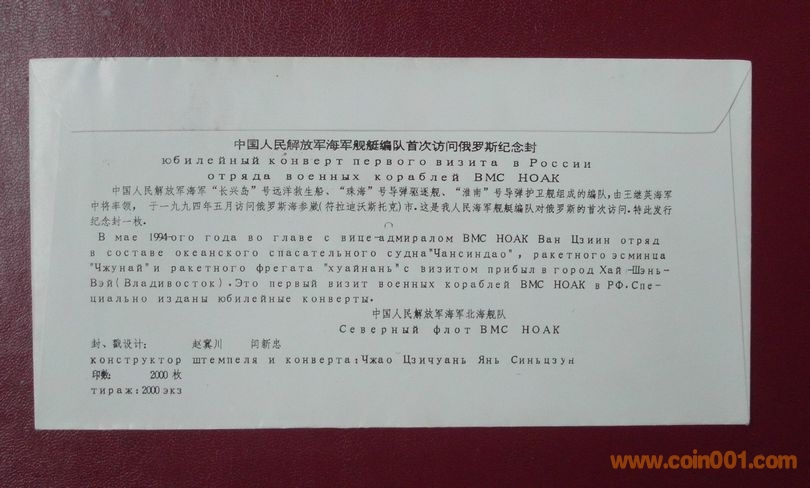 中国人民解放军海军舰艇编队首次访问俄罗斯纪念封
юбилейный конверт первого визита в России
отряда военных кораблей ВМС НОАК
中国人民解放军海军“长兴岛”号远洋救生船、“珠海”号导弹驱逐舰、“淮南”号导弹护卫舰组成的编队，由王继英海军
中将率领，于一九九四年五月访问俄罗斯海参崴(符拉迪沃斯托克)市．这是我人民海军舰艇编队对俄罗斯的首次访问．特此发行
纪念封一枚．
В мае 1994-ого года во главе с вице-адмиралом ВМС НОАК Ван Цзиин отряд
в составе океанского спасательного судна "Чансиндао", ракетного эсминца
"Чжунай" и ракетного фрегата "хуайнань" с визитом прибыл в город Хай-Шэнь-
Вэй(Владивосток).Это первый визит военных кораблей ВМС НОАК в РФ.Спе-
циально изданы юбилейные конверты.
中国人民解放军海军北海舰队
Северный флот ВМС НОАК
封、戳设计： 赵冀川 闫新忠
конструктор штемпеля и конверта:Чжао Цзичуань Янь Синьцзун
印数： 2000 枚
тираж:2000 экз
www.coin001.com